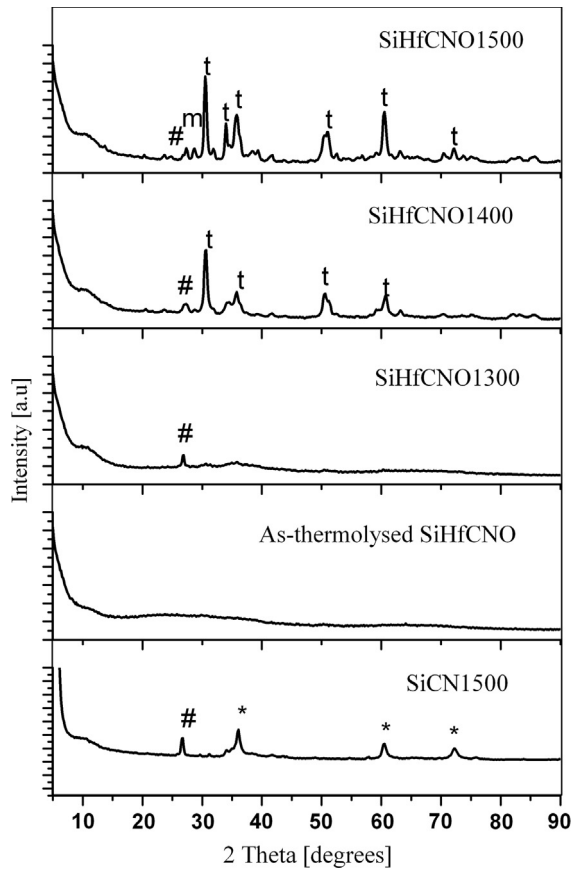 SiHfCNO1500
t
t
t
#
m
t
t
t
SiHfCNO1400
t
#
t
t
t
SiHfCNO1300
#
As-thermolysed SiHfCNO
SiCN1500
#
*
*
*
Intensity [a.u]
10 20 30 40 50 60 70 80 90
2 Theta [degrees]